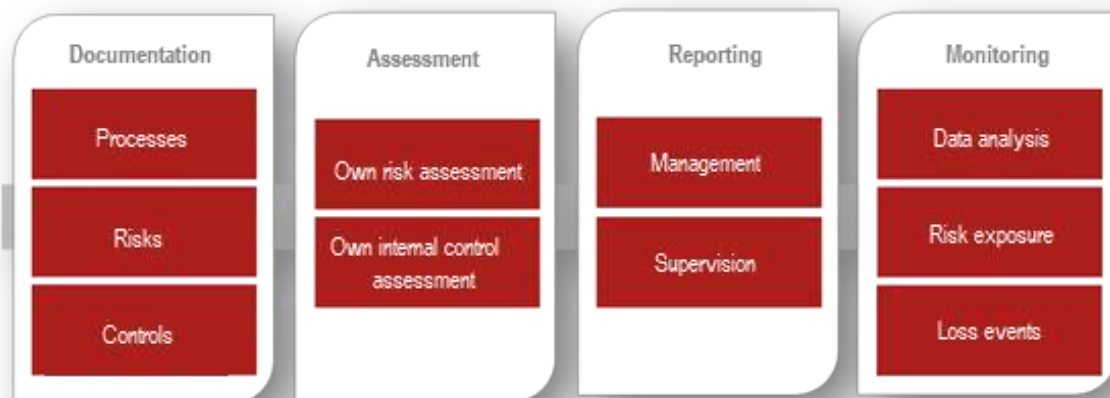 Documentation
Processes
Risks
Controls
Assessment
Own risk assessment
Own internal control
assessment
Reporting
Management
Supervision
Monitoring
Data analysis
Risk exposure
Loss events